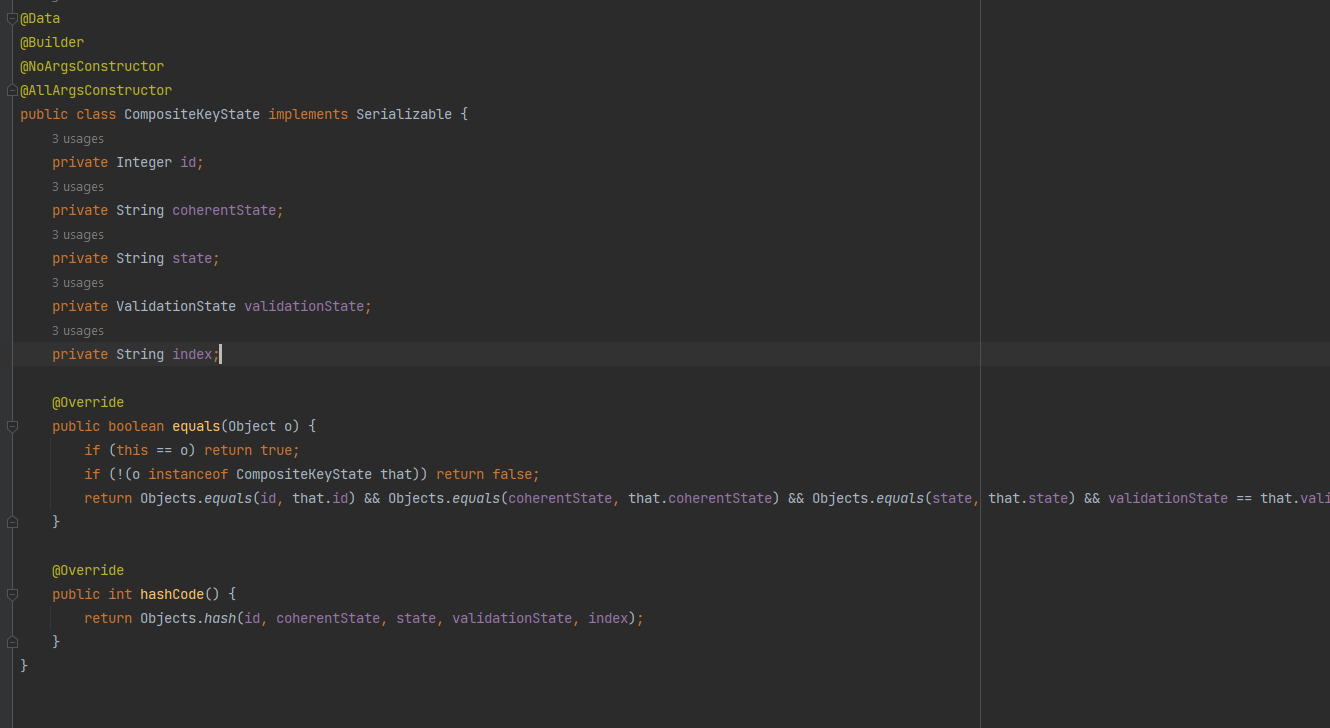 @Data
@Builder
@NoArgsConstructor
@AllArgsConstructor
public class CompositeKeyState implements Serializable {
3 usages
private Integer id;
3 usages
private String coherentState;
3 usages
private String state;
3 usages
private ValidationState validationState;
3 usages
private String index;
@Override
public boolean equals(Object o) {
if (this == o) return true;
if (!(o instanceof CompositeKeyState that)) return false;
return Objects.equals(id, that.id) && Objects.equals(coherentState, that.coherentState) && Objects.equals(state, that.state) && validationState == that.vali
}
@Override
public int hashCode() {
return Objects.hash(id, coherentState, state, validationState, index);
}
}